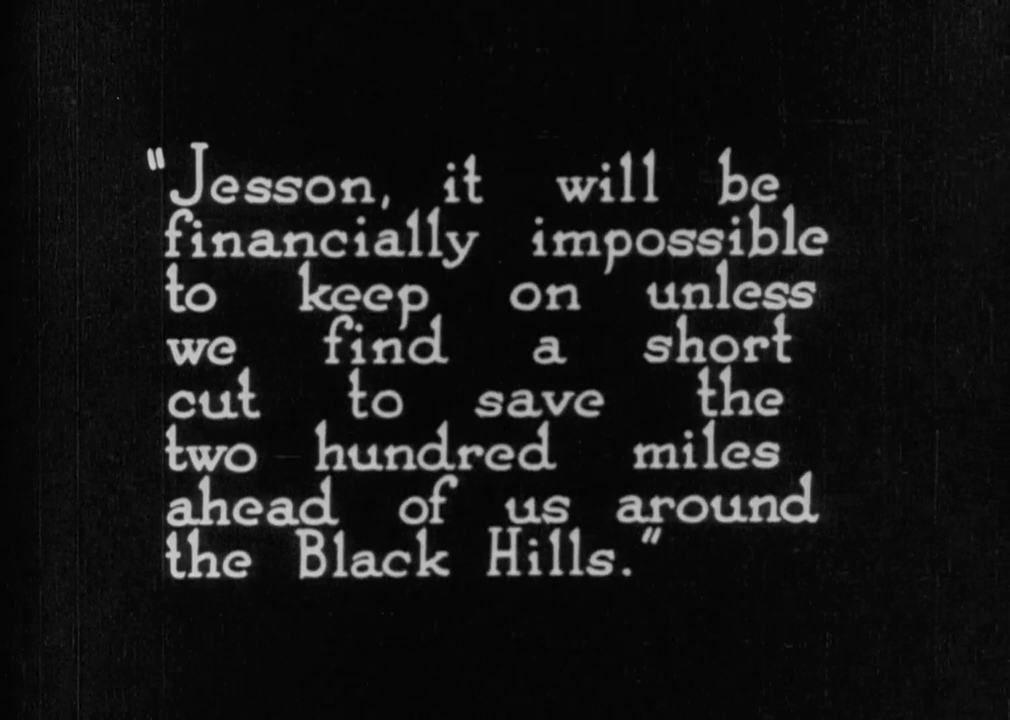 "Jesson, it will be
financially impossible
to keep on unless
we find a short
cut to save the
two hundred miles
ahead of us around
the Black Hills."